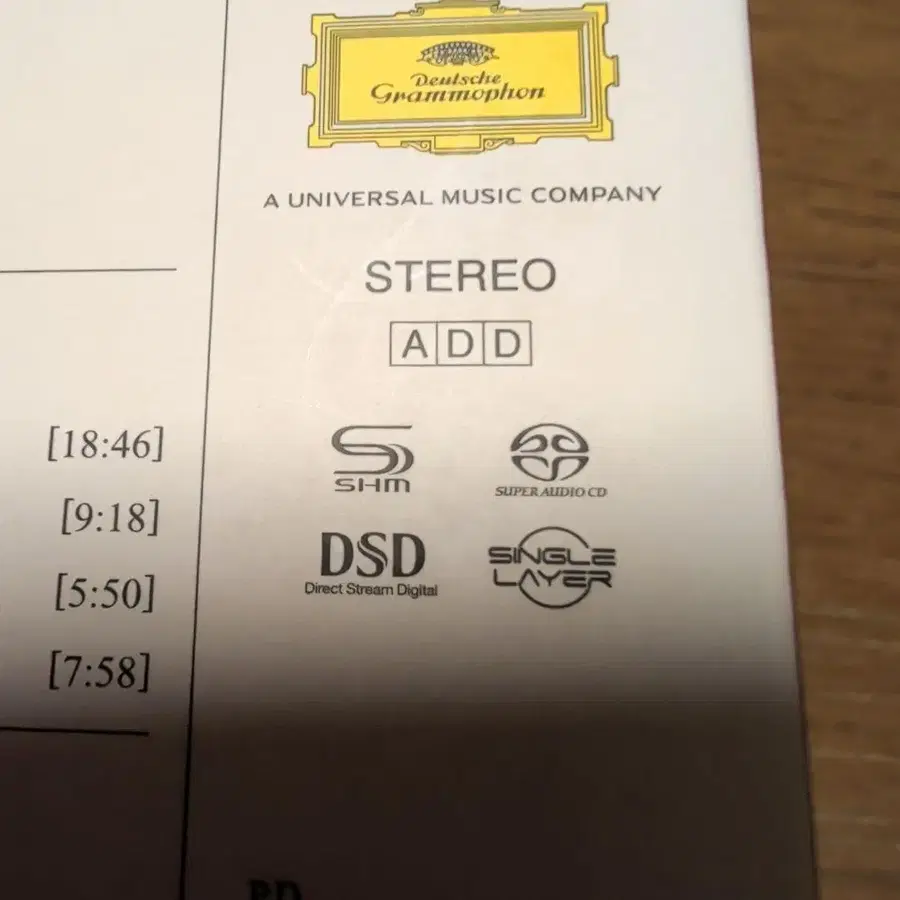 Deutsche
Grammophon
A UNIVERSAL MUSIC COMPANY
STEREO
ADD
[18:46]
[9:18]
[5:50]
[7:58]
SHM
SUPER AUDIO CD
DSD
Direct Stream Digital
SINGLE
LAYER